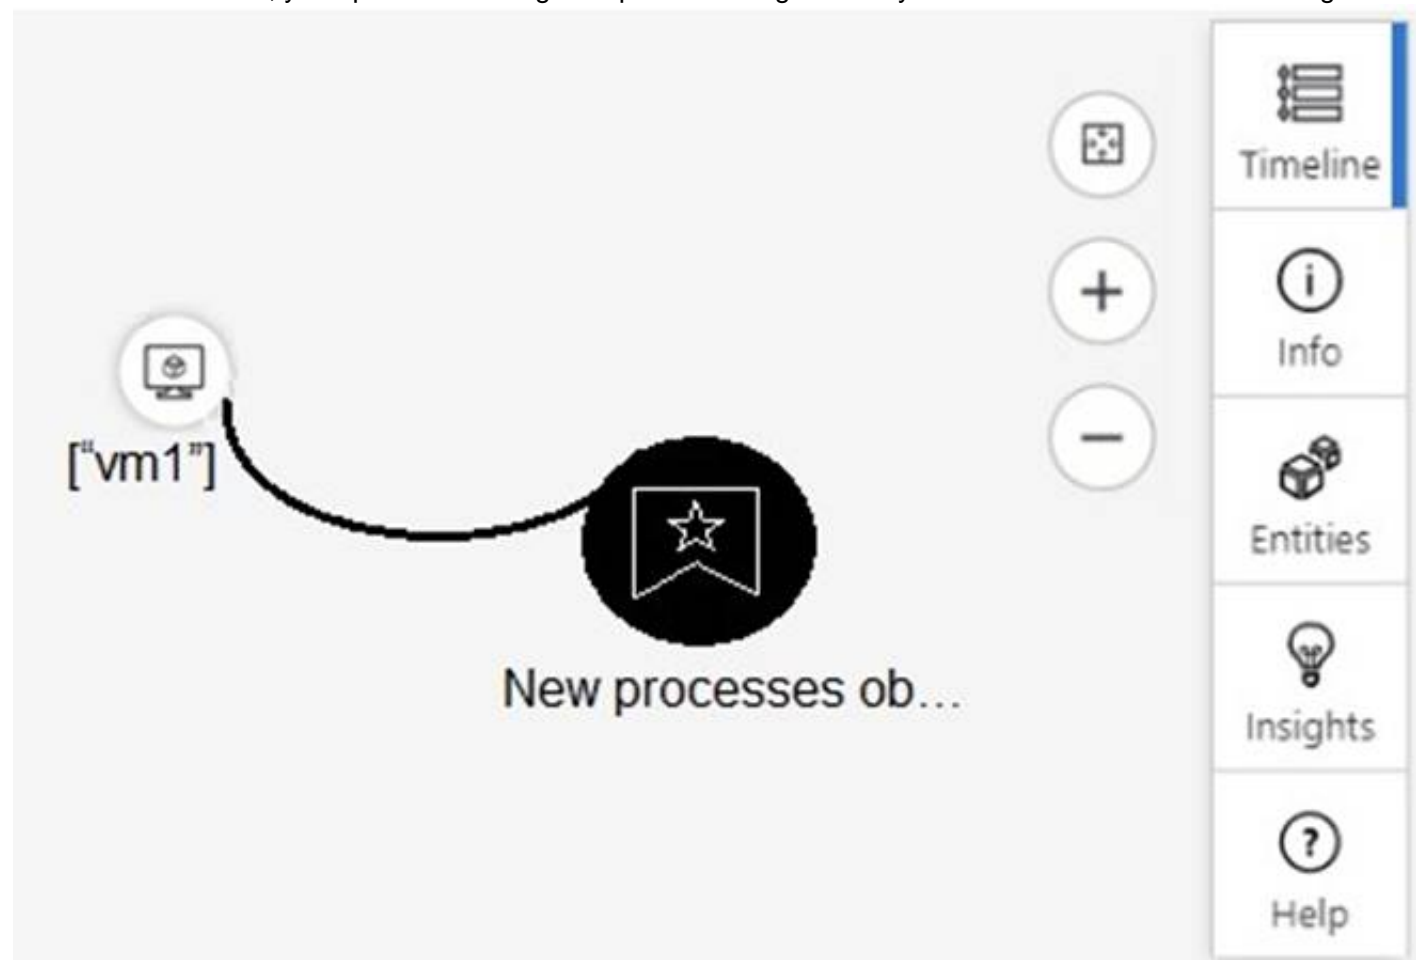 Timeline
Info
["vm1"]
Entities
New processes ob...
Insights
Help